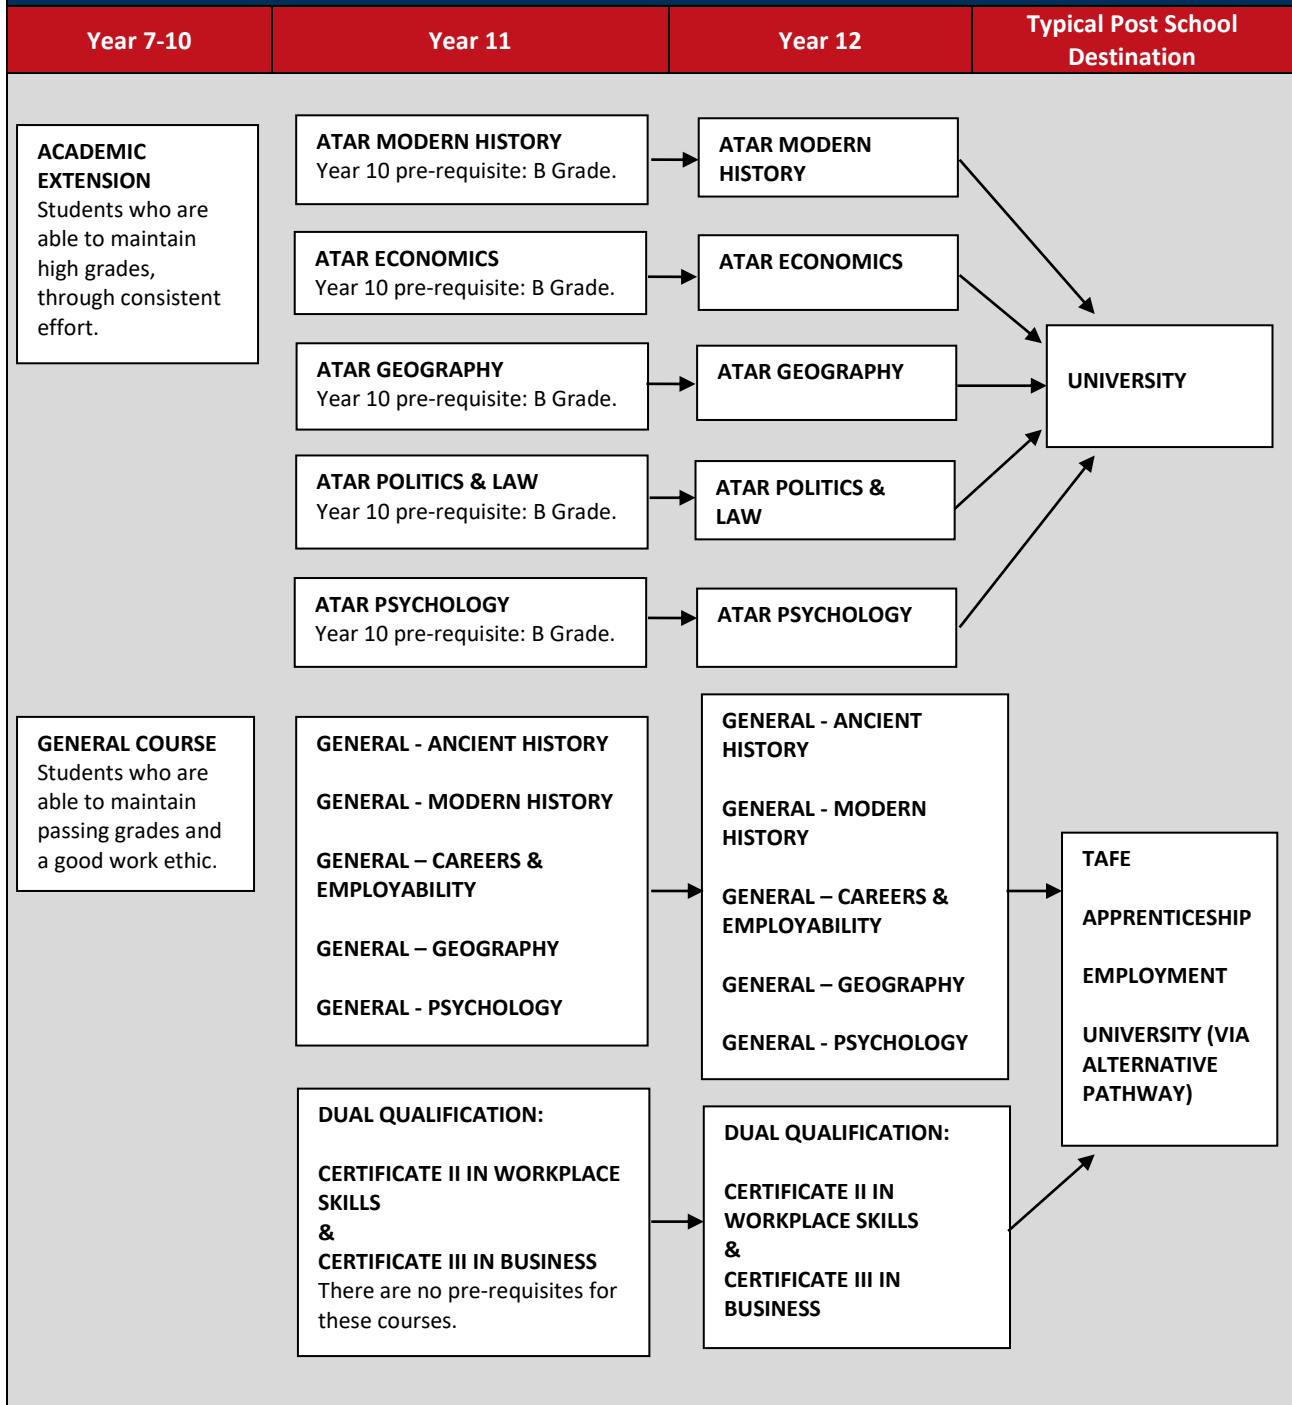 Year 7-10
Year 11
Year 12
Typical Post School
Destination
ACADEMIC
EXTENSION
Students who are
able to maintain
high grades,
through consistent
effort.
ATAR MODERN HISTORY
Year 10 pre-requisite: B Grade.
ATAR MODERN
HISTORY
ATAR ECONOMICS
Year 10 pre-requisite: B Grade.
ATAR ECONOMICS
ATAR GEOGRAPHY
Year 10 pre-requisite: B Grade.
ATAR GEOGRAPHY
ATAR POLITICS & LAW
Year 10 pre-requisite: B Grade.
ATAR POLITICS &
LAW
ATAR PSYCHOLOGY
Year 10 pre-requisite: B Grade.
ATAR PSYCHOLOGY
UNIVERSITY
GENERAL COURSE
Students who are
able to maintain
passing grades and
a good work ethic.
GENERAL - ANCIENT HISTORY
GENERAL - MODERN HISTORY
GENERAL – CAREERS &
EMPLOYABILITY
GENERAL – GEOGRAPHY
GENERAL - PSYCHOLOGY
GENERAL - ANCIENT
HISTORY
GENERAL - MODERN
HISTORY
GENERAL – CAREERS &
EMPLOYABILITY
GENERAL – GEOGRAPHY
GENERAL - PSYCHOLOGY
TAFE
APPRENTICESHIP
EMPLOYMENT
UNIVERSITY (VIA
ALTERNATIVE
PATHWAY)
DUAL QUALIFICATION:
CERTIFICATE II IN WORKPLACE
SKILLS
&
CERTIFICATE III IN BUSINESS
There are no pre-requisites for
these courses.
DUAL QUALIFICATION:
CERTIFICATE II IN
WORKPLACE SKILLS
&
CERTIFICATE III IN
BUSINESS